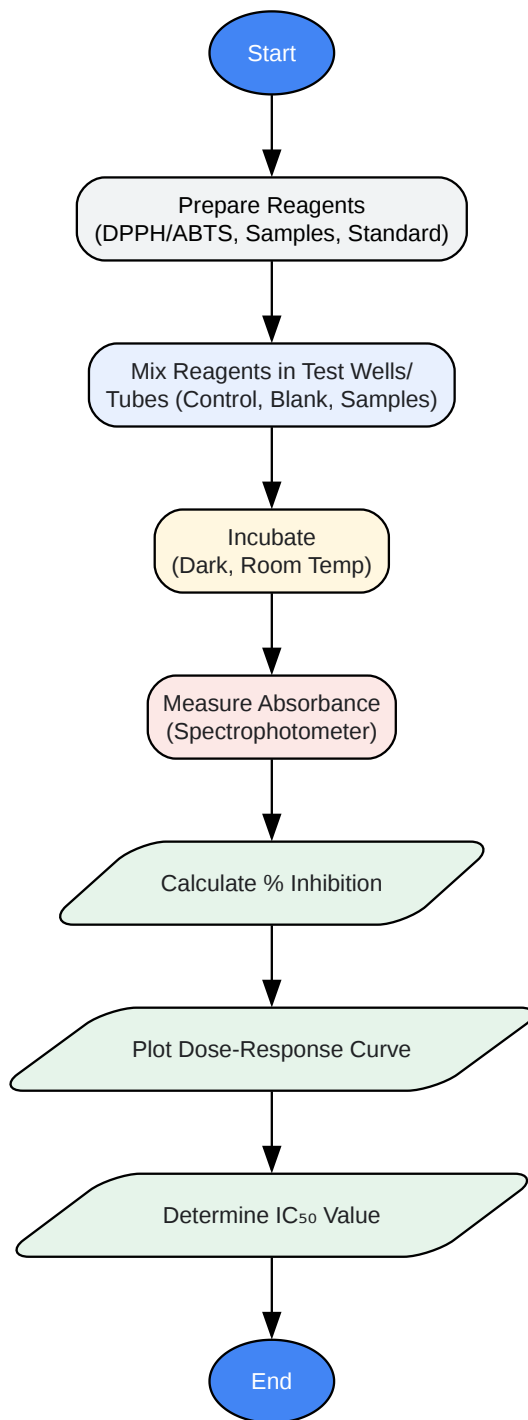 Start
Prepare Reagents
(DPPH/ABTS, Samples, Standard)
Mix Reagents in Test Wells/
Tubes (Control, Blank, Samples)
Incubate
(Dark, Room Temp)
Measure Absorbance
(Spectrophotometer)
Calculate % Inhibition
Plot Dose-Response Curve
Determine IC₅₀ Value
End